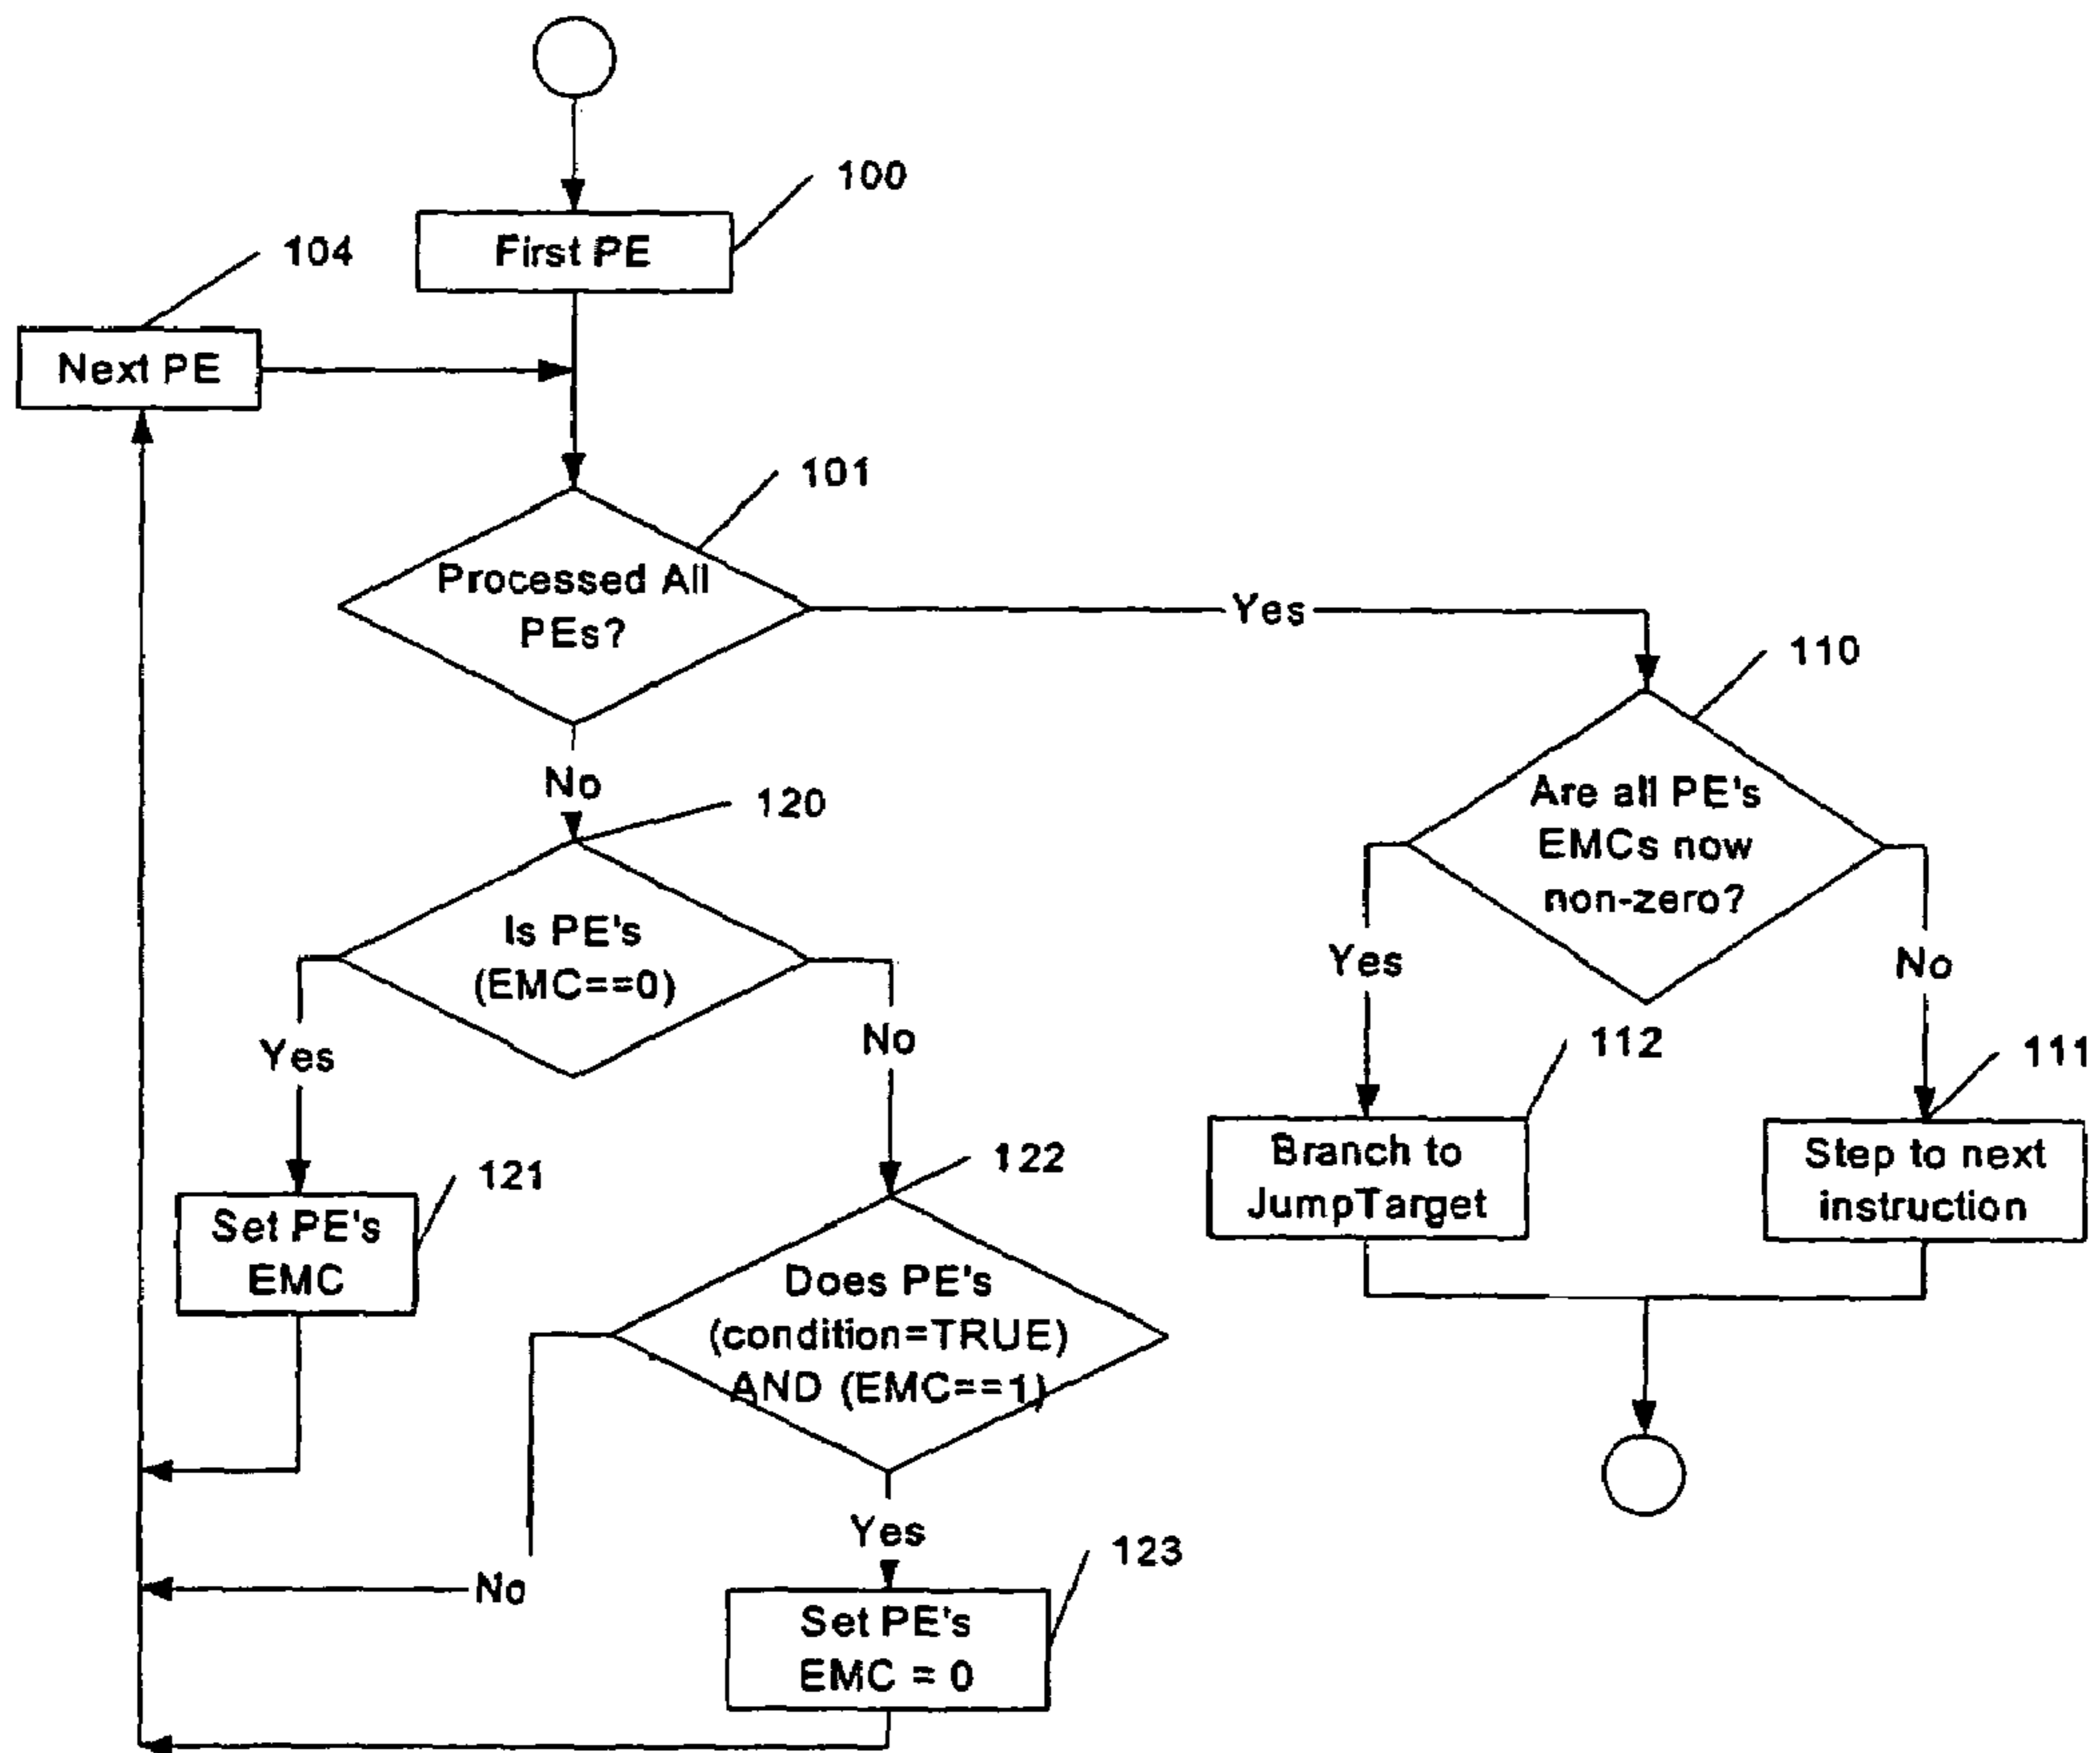 100
First PE
104
Next PE
101
Processed All
PEs?
Yes
110
No
120
Are all PE's
EMCs now
non-zero?
Is PE's
(EMC==0)
Yes
No
Yes
No
112
111
Branch to
JumpTarget
Step to next
instruction
121
122
Set PE's
EMC
Does PE's
(condition=TRUE)
AND (EMC==1)
Yes
123
No
Set PE's
EMC = 0